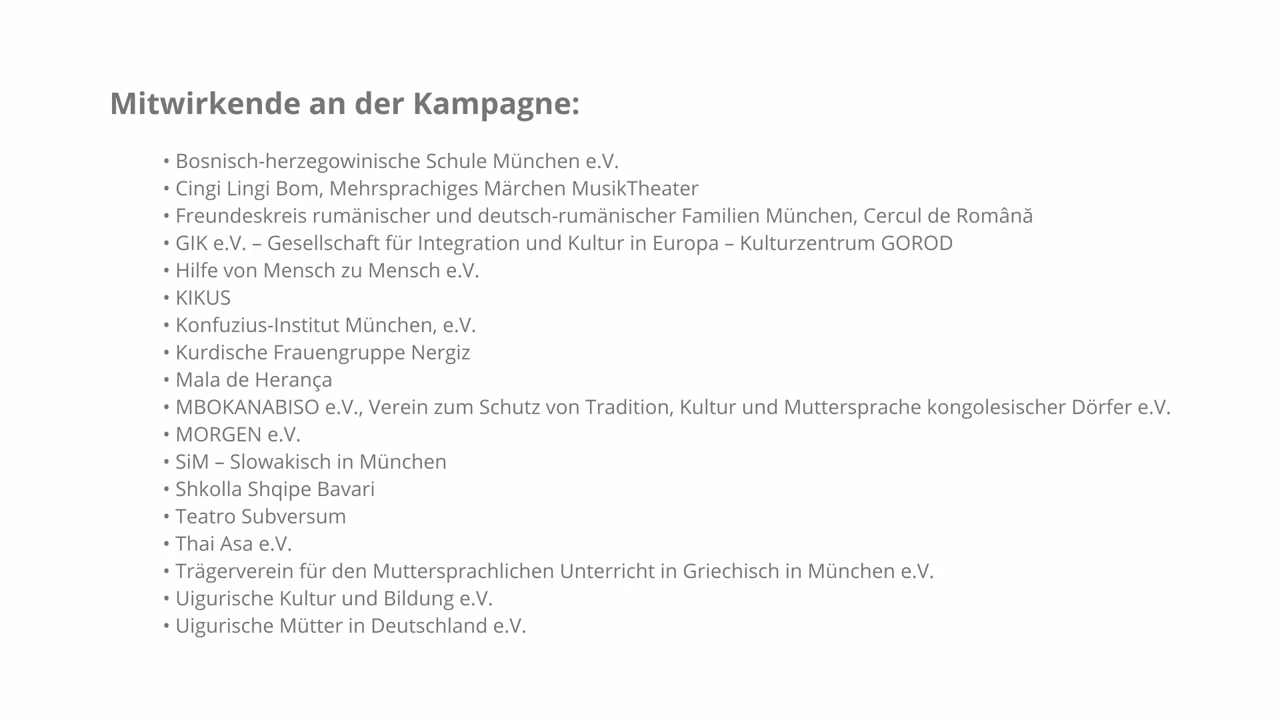 Mitwirkende an der Kampagne:
• Bosnisch-herzegowinische Schule München e.V.
• Cingi Lingi Bom, Mehrsprachiges Märchen MusikTheater
• Freundeskreis rumänischer und deutsch-rumänischer Familien München, Cercul de Română
• GIK e.V. – Gesellschaft für Integration und Kultur in Europa – Kulturzentrum GOROD
• Hilfe von Mensch zu Mensch e.V.
• KIKUS
• Konfuzius-Institut München, e.V.
• Kurdische Frauengruppe Nergiz
• Mala de Herança
• MBOKANABISO e.V., Verein zum Schutz von Tradition, Kultur und Muttersprache kongolesischer Dörfer e.V.
• MORGEN e.V.
• SiM – Slowakisch in München
• Shkolla Shqipe Bavari
• Teatro Subversum
• Thai Asa e.V.
• Trägerverein für den Muttersprachlichen Unterricht in Griechisch in München e.V.
• Uigurische Kultur und Bildung e.V.
• Uigurische Mütter in Deutschland e.V.